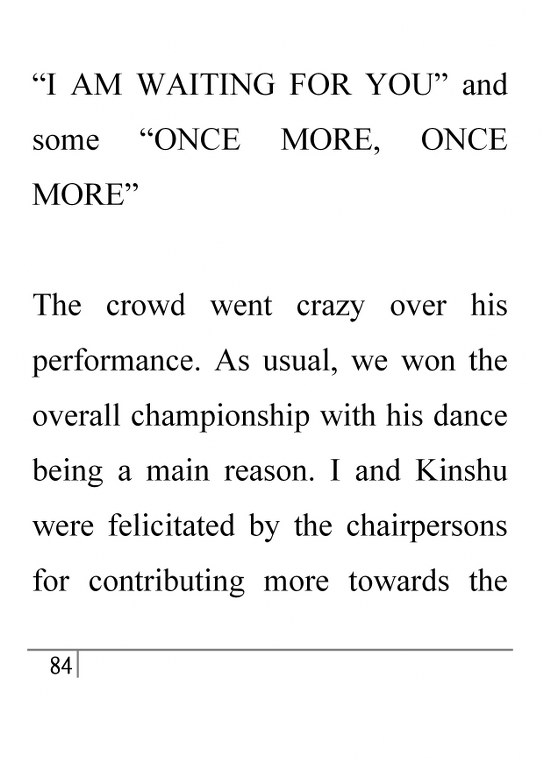 “I AM WAITING FOR YOU” and
some “ONCE MORE, ONCE
MORE”
The crowd went crazy over his
performance. As usual, we won the
overall championship with his dance
being a main reason. I and Kinshu
were felicitated by the chairpersons
for contributing more towards the
84